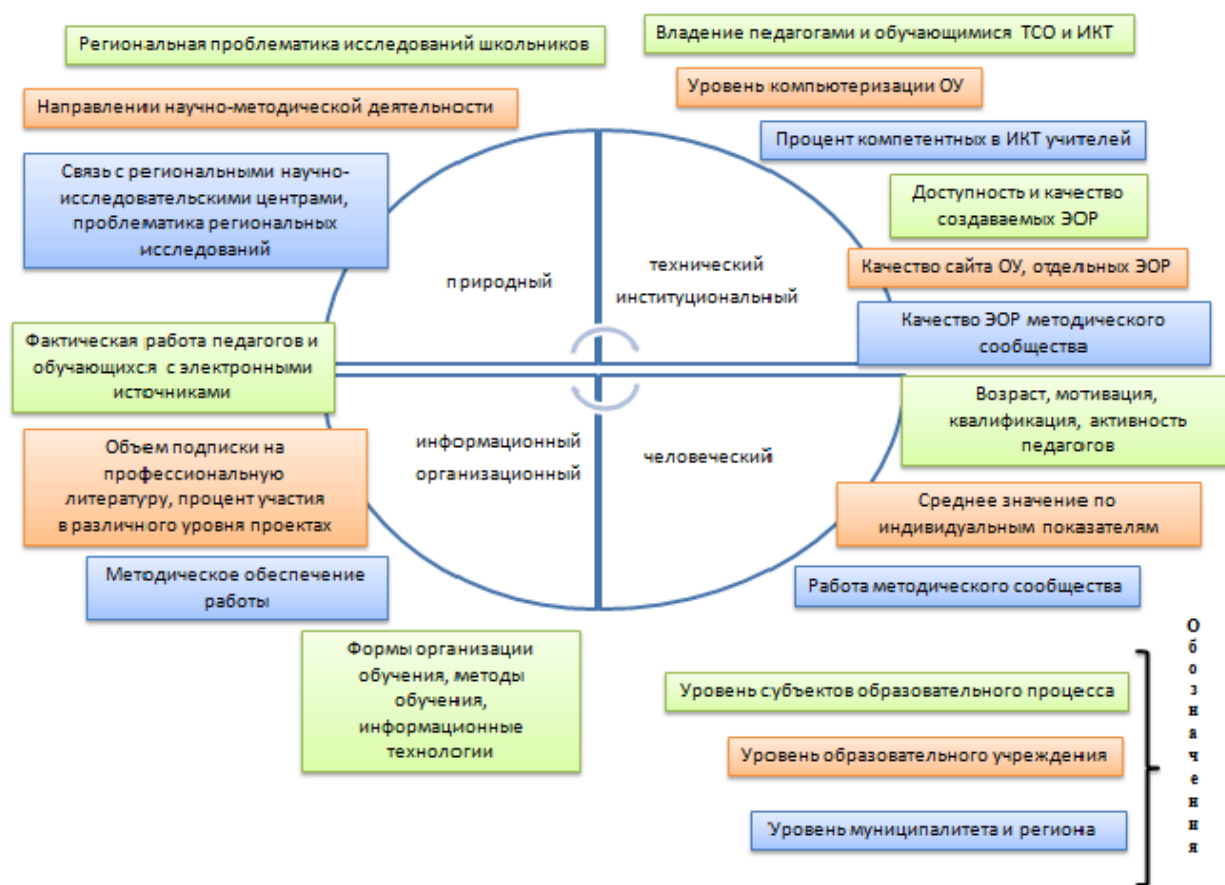 Региональная проблематика исследований школьников
Направлении научно-методической деятельности
Связь с региональными научно-
исследовательскими центрами,
проблематика региональных
исследований
Владение педагогами и обучающимися ТСО и ИКТ
Уровень компьютеризации ОУ
Процент компетентных в ИКТ учителей
Доступность и качество
создаваемых ЭОР
Качество сайта ОУ, отдельных ЭОР
Качество ЭОР методического
сообщества
природный
технический
институциональный
Фактическая работа педагогов и
обучающихся с электронными
источниками
Объем подписки на
профессиональную
литературу, процент участия
в различного уровня проектах
Методическое обеспечение
работы
Формы организации
обучения, методы
обучения,
информационные
технологии
информационный
организационный
человеческий
Возраст, мотивация,
квалификация, активность
педагогов
Среднее значение по
индивидуальным показателям
Работа методического сообщества
Уровень субъектов образовательного процесса
Уровень образовательного учреждения
Уровень муниципалитета и региона
Обозначения